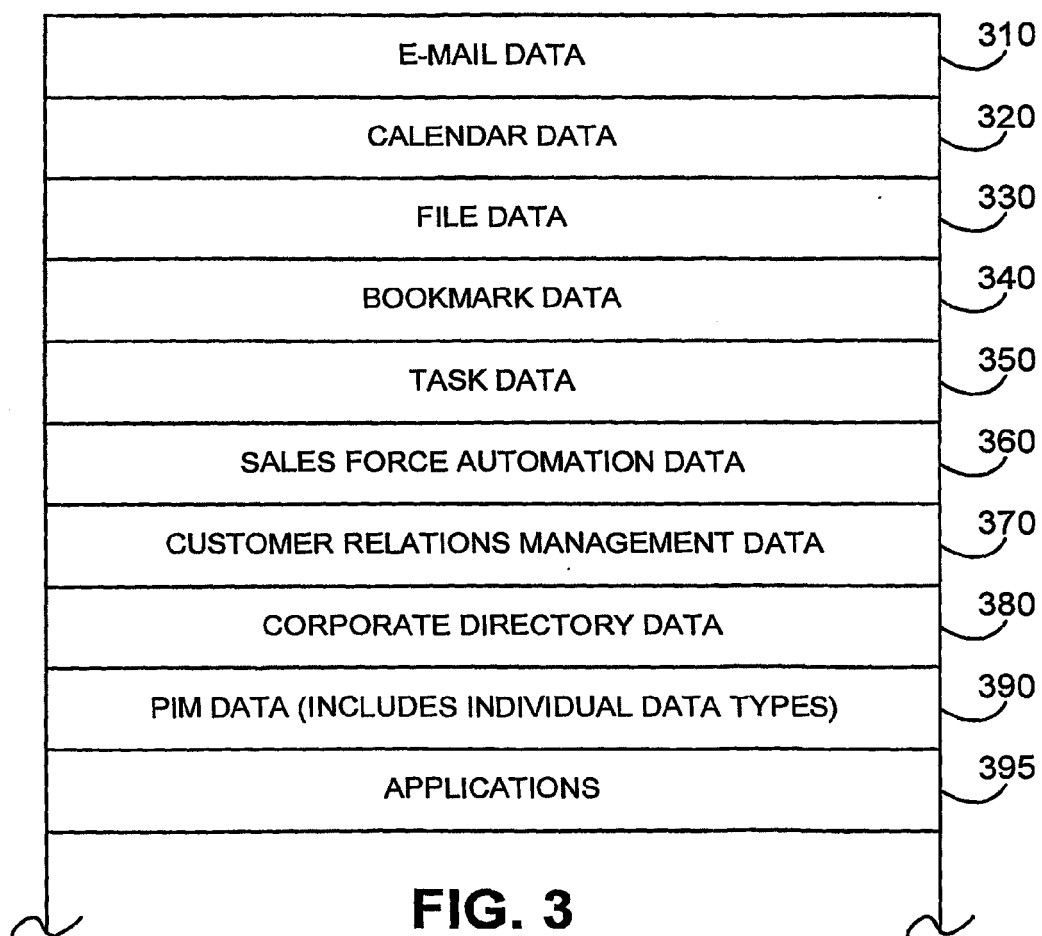 E-MAIL DATA 310
CALENDAR DATA 320
FILE DATA 330
BOOKMARK DATA 340
TASK DATA 350
SALES FORCE AUTOMATION DATA 360
CUSTOMER RELATIONS MANAGEMENT DATA 370
CORPORATE DIRECTORY DATA 380
PIM DATA (INCLUDES INDIVIDUAL DATA TYPES) 390
APPLICATIONS 395
FIG. 3